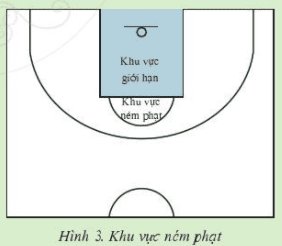 Khu vực
giới hạn
Khu vực
ném phạt
Hình 3. Khu vực ném phạt